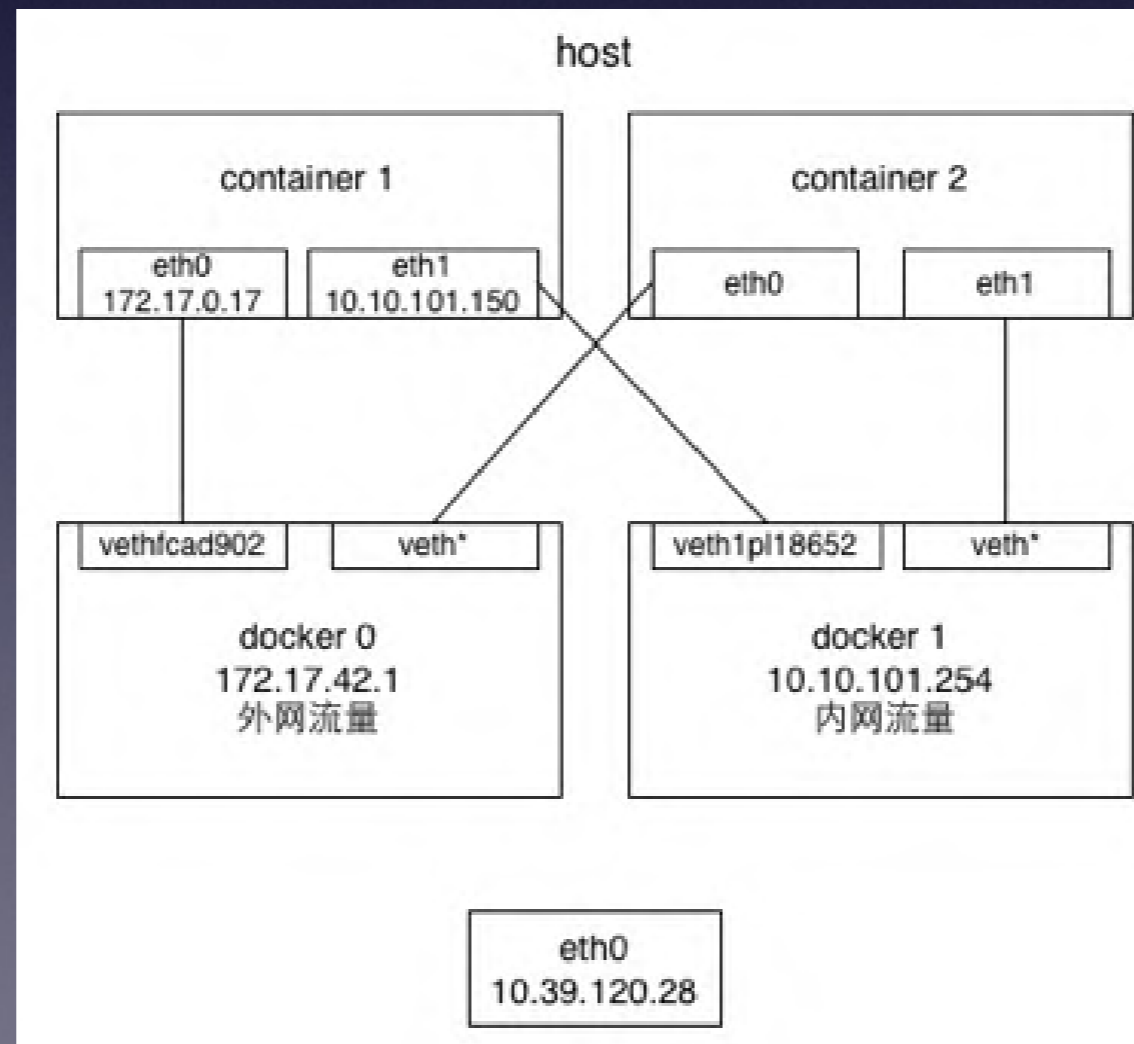 host
container 1
eth0
172.17.0.17
eth1
10.10.101.150
container 2
eth0
eth1
vethfcad902
veth*
docker 0
172.17.42.1
外网流量
veth1pl18652
veth*
docker 1
10.10.101.254
内网流量
eth0
10.39.120.28